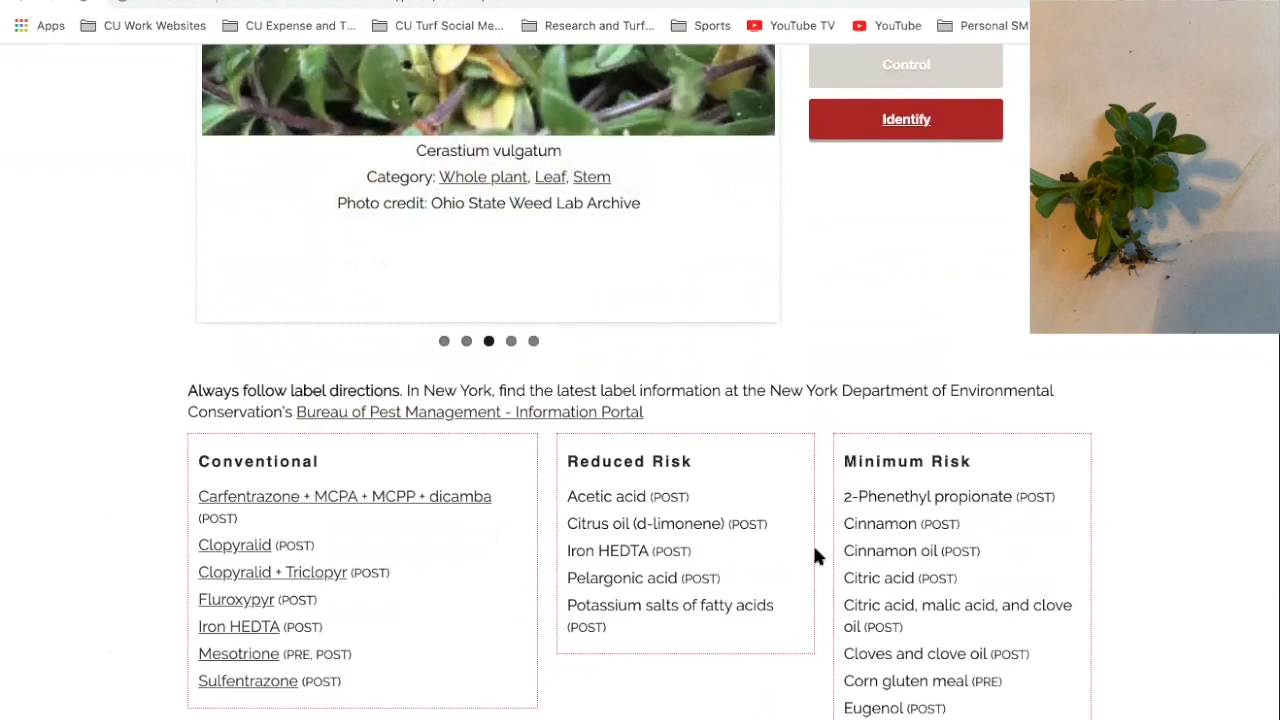 Apps CU Work Websites CU Expense and T... CU Turf Social Me... Research and Turf... Sports YouTube TV YouTube Personal SM
Control
Identify
Cerastium vulgatum
Category: Whole plant, Leaf, Stem
Photo credit: Ohio State Weed Lab Archive
Always follow label directions. In New York, find the latest label information at the New York Department of Environmental
Conservation's Bureau of Pest Management - Information Portal
Conventional
Carfentrazone + MCPA + MCPP + dicamba
(POST)
Clopyralid (POST)
Clopyralid + Triclopyr (POST)
Fluroxypyr (POST)
Iron HEDTA (POST)
Mesotrione (PRE, POST)
Sulfentrazone (POST)
Reduced Risk
Acetic acid (POST)
Citrus oil (d-limonene) (POST)
Iron HEDTA (POST)
Pelargonic acid (POST)
Potassium salts of fatty acids
(POST)
Minimum Risk
2-Phenethyl propionate (POST)
Cinnamon (POST)
Cinnamon oil (POST)
Citric acid (POST)
Citric acid, malic acid, and clove
oil (POST)
Cloves and clove oil (POST)
Corn gluten meal (PRE)
Eugenol (POST)